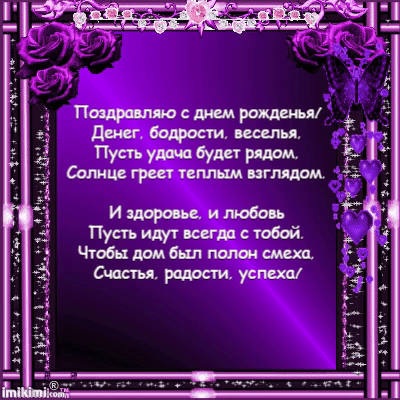 Поздравляю с днем рожденья!
Денег, бодрости, веселья,
Пусть удача будет рядом,
Солнце греет теплым взглядом.
И здоровье, и любовь
Пусть идут всегда с тобой.
Чтобы дом был полон смеха,
Счастья, радости, успеха!
imikimi.com®™